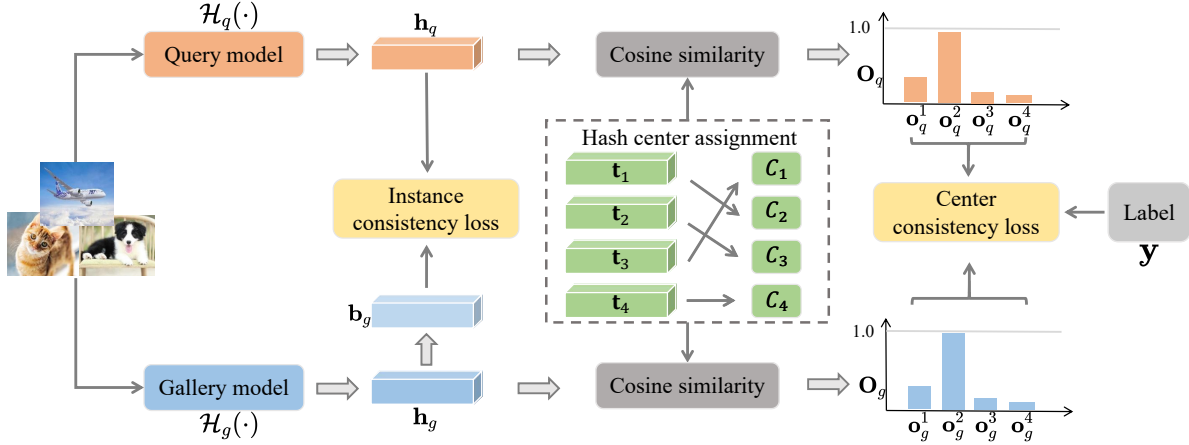 ℋ_q(·)
Query model
h_q
Cosine similarity
1.0
O_q
o_q^1 o_q^2 o_q^3 o_q^4
Hash center assignment
t_1 C_1
t_2 C_2
t_3 C_3
t_4 C_4
Instance
consistency loss
Center
consistency loss
Label
y
b_g
Gallery model
ℋ_g(·)
h_g
Cosine similarity
1.0
O_g
o_g^1 o_g^2 o_g^3 o_g^4